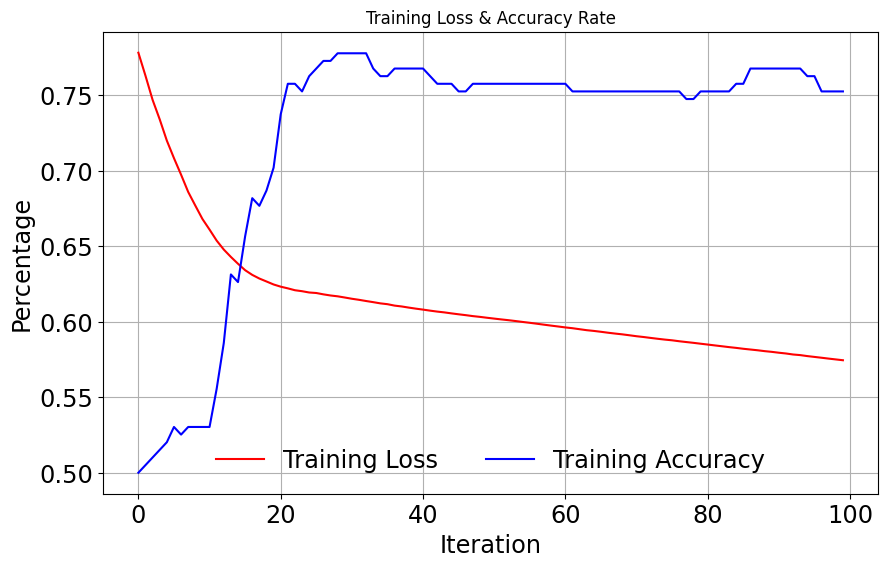 Training Loss & Accuracy Rate
Percentage
0.75
0.70
0.65
0.60
0.55
0.50
Training Loss
Training Accuracy
0 20 40 60 80 100
Iteration